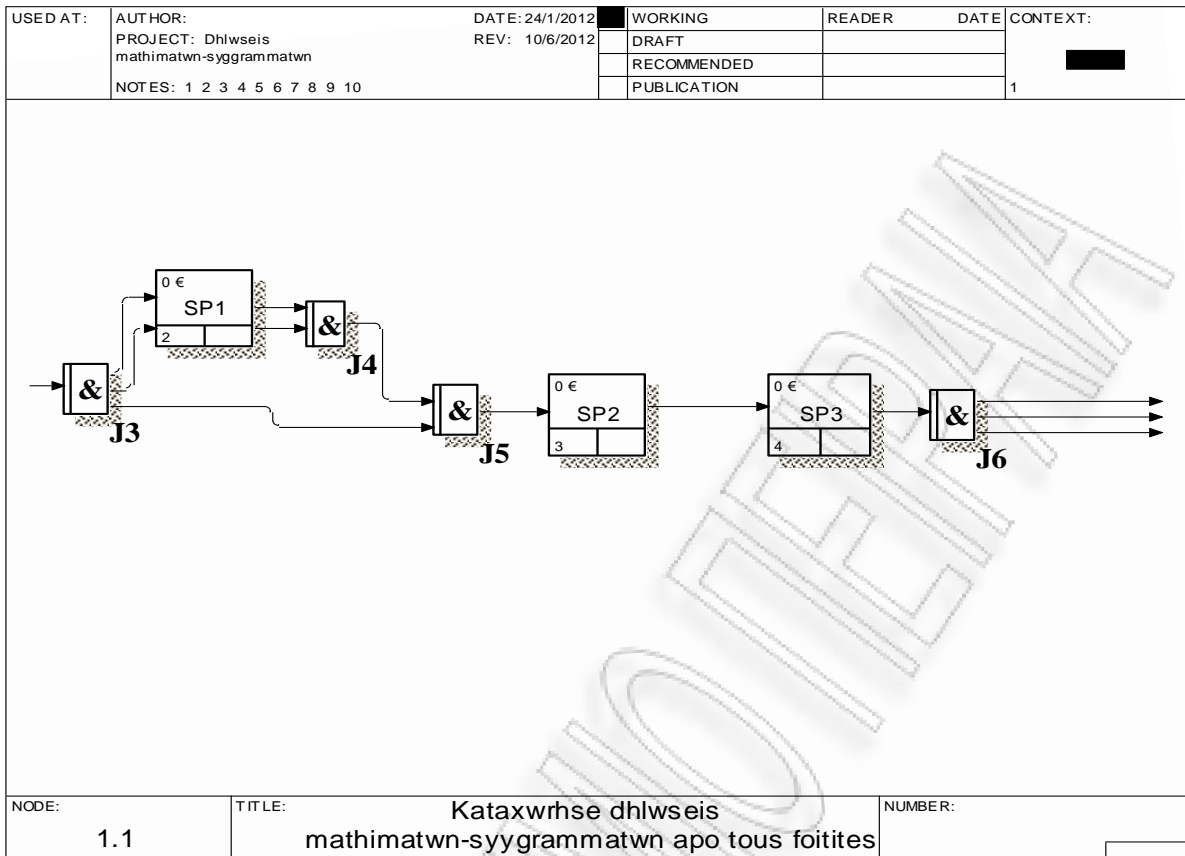 USED AT:
AUTHOR:
DATE: 24/1/2012
PROJECT: Dhlwseis
REV: 10/6/2012
mathimatwn-syggrammatwn
NOTES: 1 2 3 4 5 6 7 8 9 10
WORKING
DRAFT
RECOMMENDED
PUBLICATION
READER DATE
CONTEXT:
1
0 €
SP1
2
&
J4
&
J3
&
J5
0 €
SP2
3
0 €
SP3
4
&
J6
NODE:
1.1
TITLE:
Kataxwrhse dhlwseis
mathimatwn-syygrammatwn apo tous foitites
NUMBER: